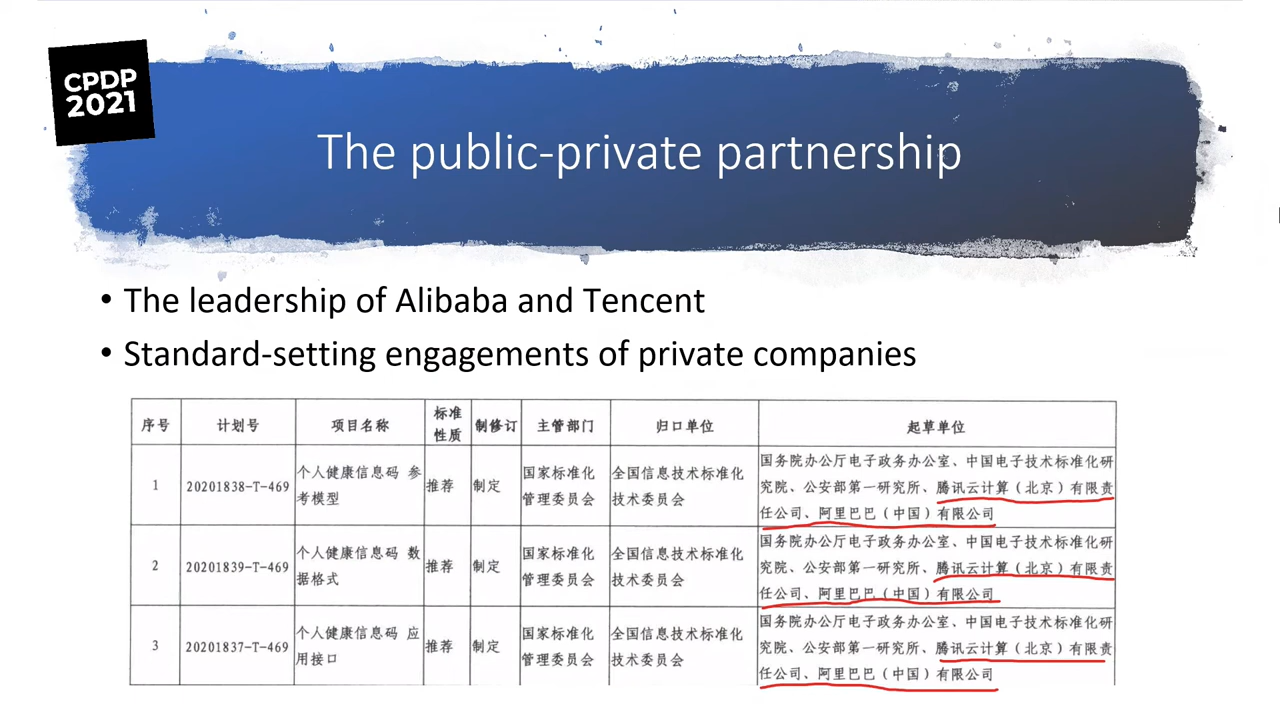 CPDP
2021
The public-private partnership
• The leadership of Alibaba and Tencent
• Standard-setting engagements of private companies
序号 计划号 项目名称 标准性质 制修订 主管部门 归口单位 起草单位
1 20201838-T-469 个人健康信息码 参考模型 推荐 制定 国家标准化管理委员会 全国信息技术标准化技术委员会 国务院办公厅电子政务办公室、中国电子技术标准化研究院、公安部第一研究所、腾讯云计算（北京）有限责任公司、阿里巴巴（中国）有限公司
2 20201839-T-469 个人健康信息码 数据格式 推荐 制定 国家标准化管理委员会 全国信息技术标准化技术委员会 国务院办公厅电子政务办公室、中国电子技术标准化研究院、公安部第一研究所、腾讯云计算（北京）有限责任公司、阿里巴巴（中国）有限公司
3 20201837-T-469 个人健康信息码 应用接口 推荐 制定 国家标准化管理委员会 全国信息技术标准化技术委员会 国务院办公厅电子政务办公室、中国电子技术标准化研究院、公安部第一研究所、腾讯云计算（北京）有限责任公司、阿里巴巴（中国）有限公司